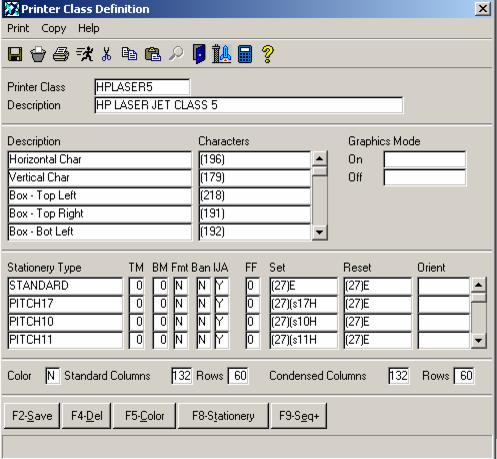 Printer Class Definition
Print Copy Help
Printer Class HPLASER5
Description HP LASER JET CLASS 5
Description Characters Graphics Mode
Horizontal Char (196) On
Vertical Char (179) Off
Box - Top Left (218)
Box - Top Right (191)
Box - Bot Left (192)
Stationery Type TM BM Fmt Ban IJA FF Set Reset Orient
STANDARD 0 0 N N Y 0 (27)E (27)E
PITCH17 0 0 N N Y 0 (27)(s17H (27)E
PITCH10 0 0 N N Y 0 (27)(s10H (27)E
PITCH11 0 0 N N Y 0 (27)(s11H (27)E
Color N Standard Columns 132 Rows 60 Condensed Columns 132 Rows 60
F2-Save F4-Del F5-Color F8-Stationery F9-Seq+